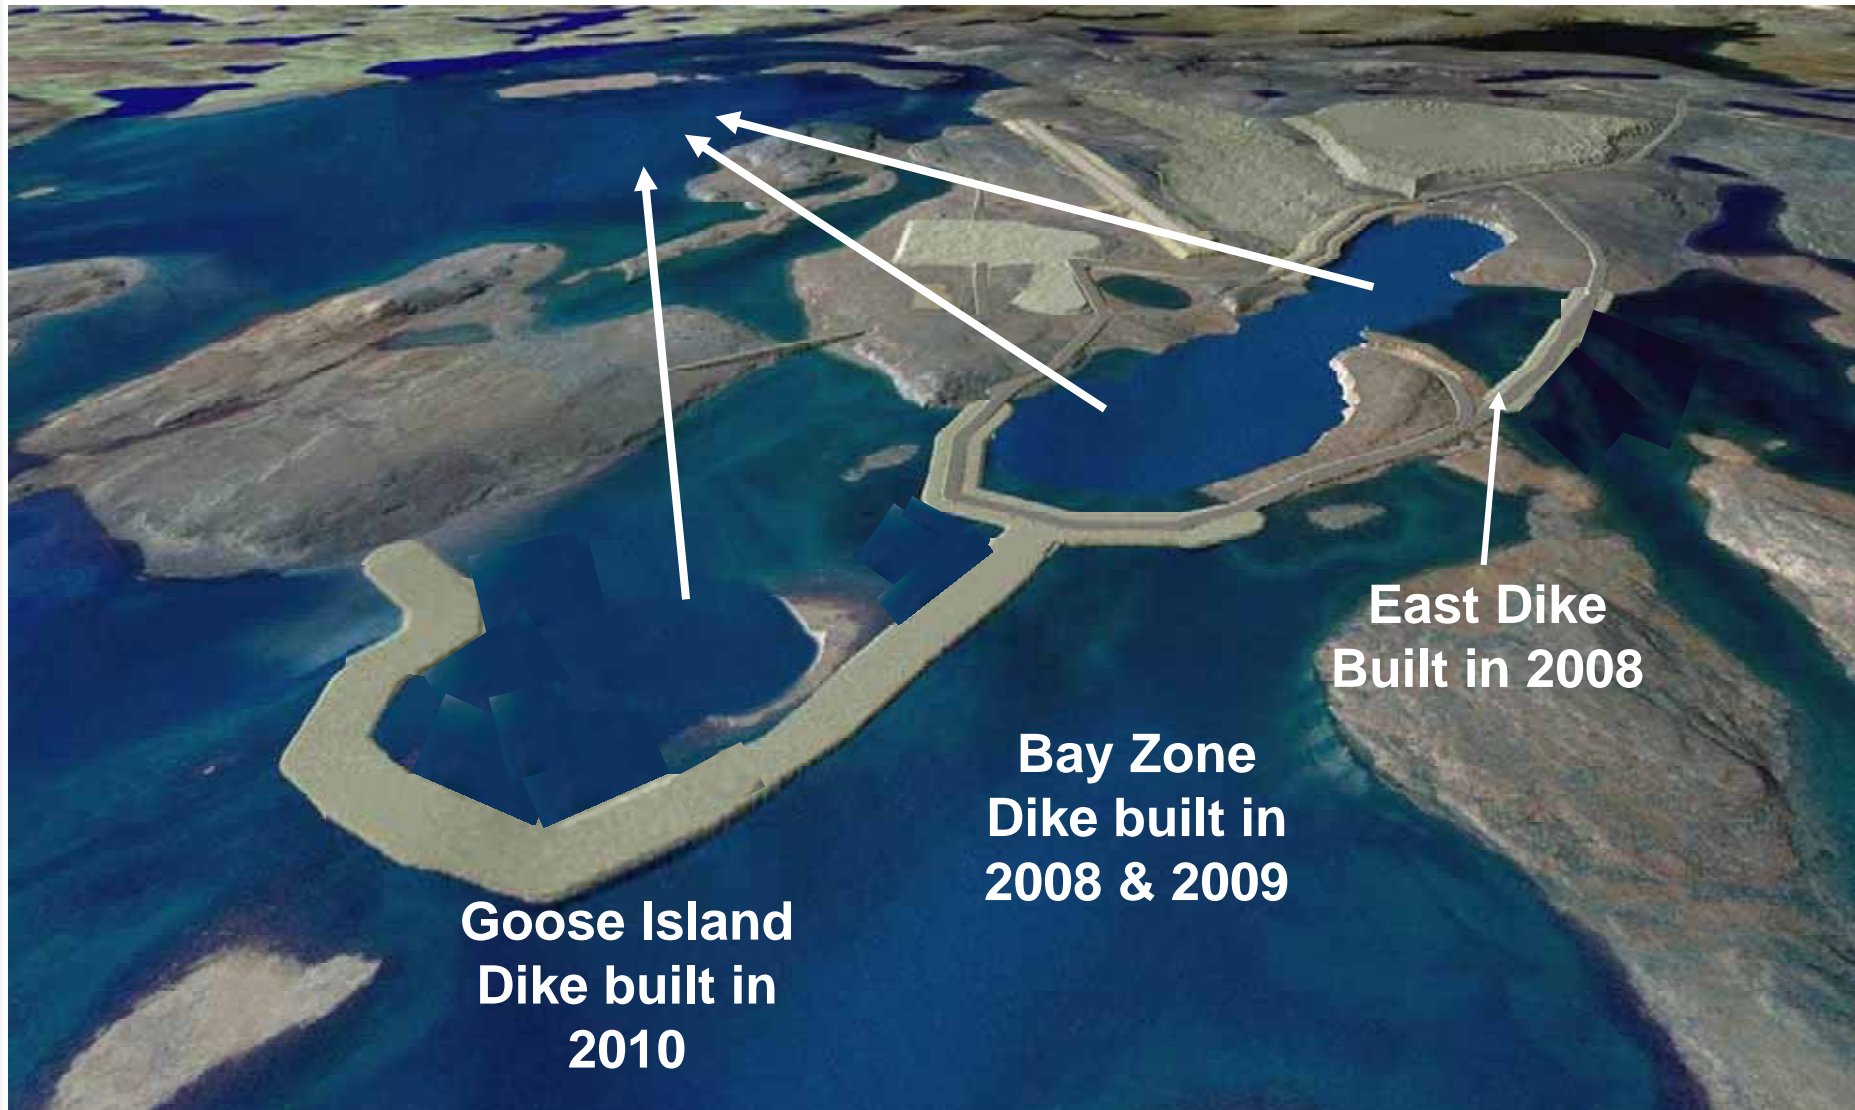 East Dike
Built in 2008
Bay Zone
Dike built in
2008 & 2009
Goose Island
Dike built in
2010